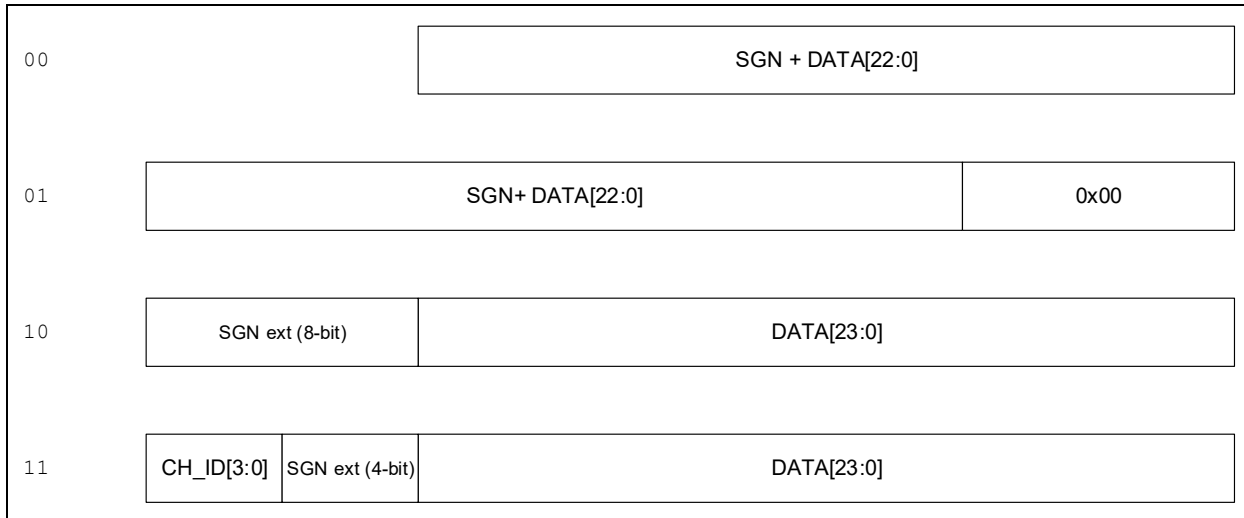 00 SGN + DATA[22:0]
01 SGN+ DATA[22:0] 0x00
10 SGN ext (8-bit) DATA[23:0]
11 CH_ID[3:0] SGN ext (4-bit) DATA[23:0]